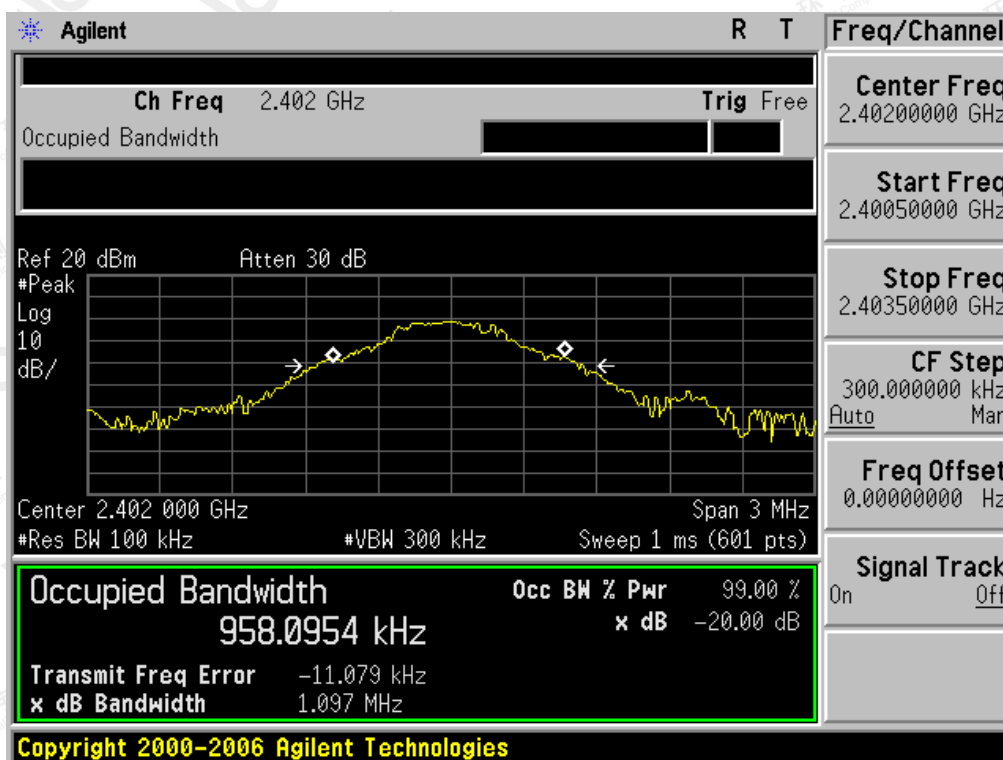 Agilent R T Freq/Channel
Ch Freq 2.402 GHz Trig Free
Occupied Bandwidth
Center Freq
2.40200000 GHz
Start Freq
2.40050000 GHz
Stop Freq
2.40350000 GHz
CF Step
300.000000 kHz
Auto Man
Freq Offset
0.00000000 Hz
Signal Track
On Off
Ref 20 dBm Atten 30 dB
#Peak
Log
10
dB/
Center 2.402 000 GHz Span 3 MHz
#Res BW 100 kHz #VBW 300 kHz Sweep 1 ms (601 pts)
Occupied Bandwidth
958.0954 kHz
Occ BW % Pwr 99.00 %
x dB -20.00 dB
Transmit Freq Error -11.079 kHz
x dB Bandwidth 1.097 MHz
Copyright 2000-2006 Agilent Technologies